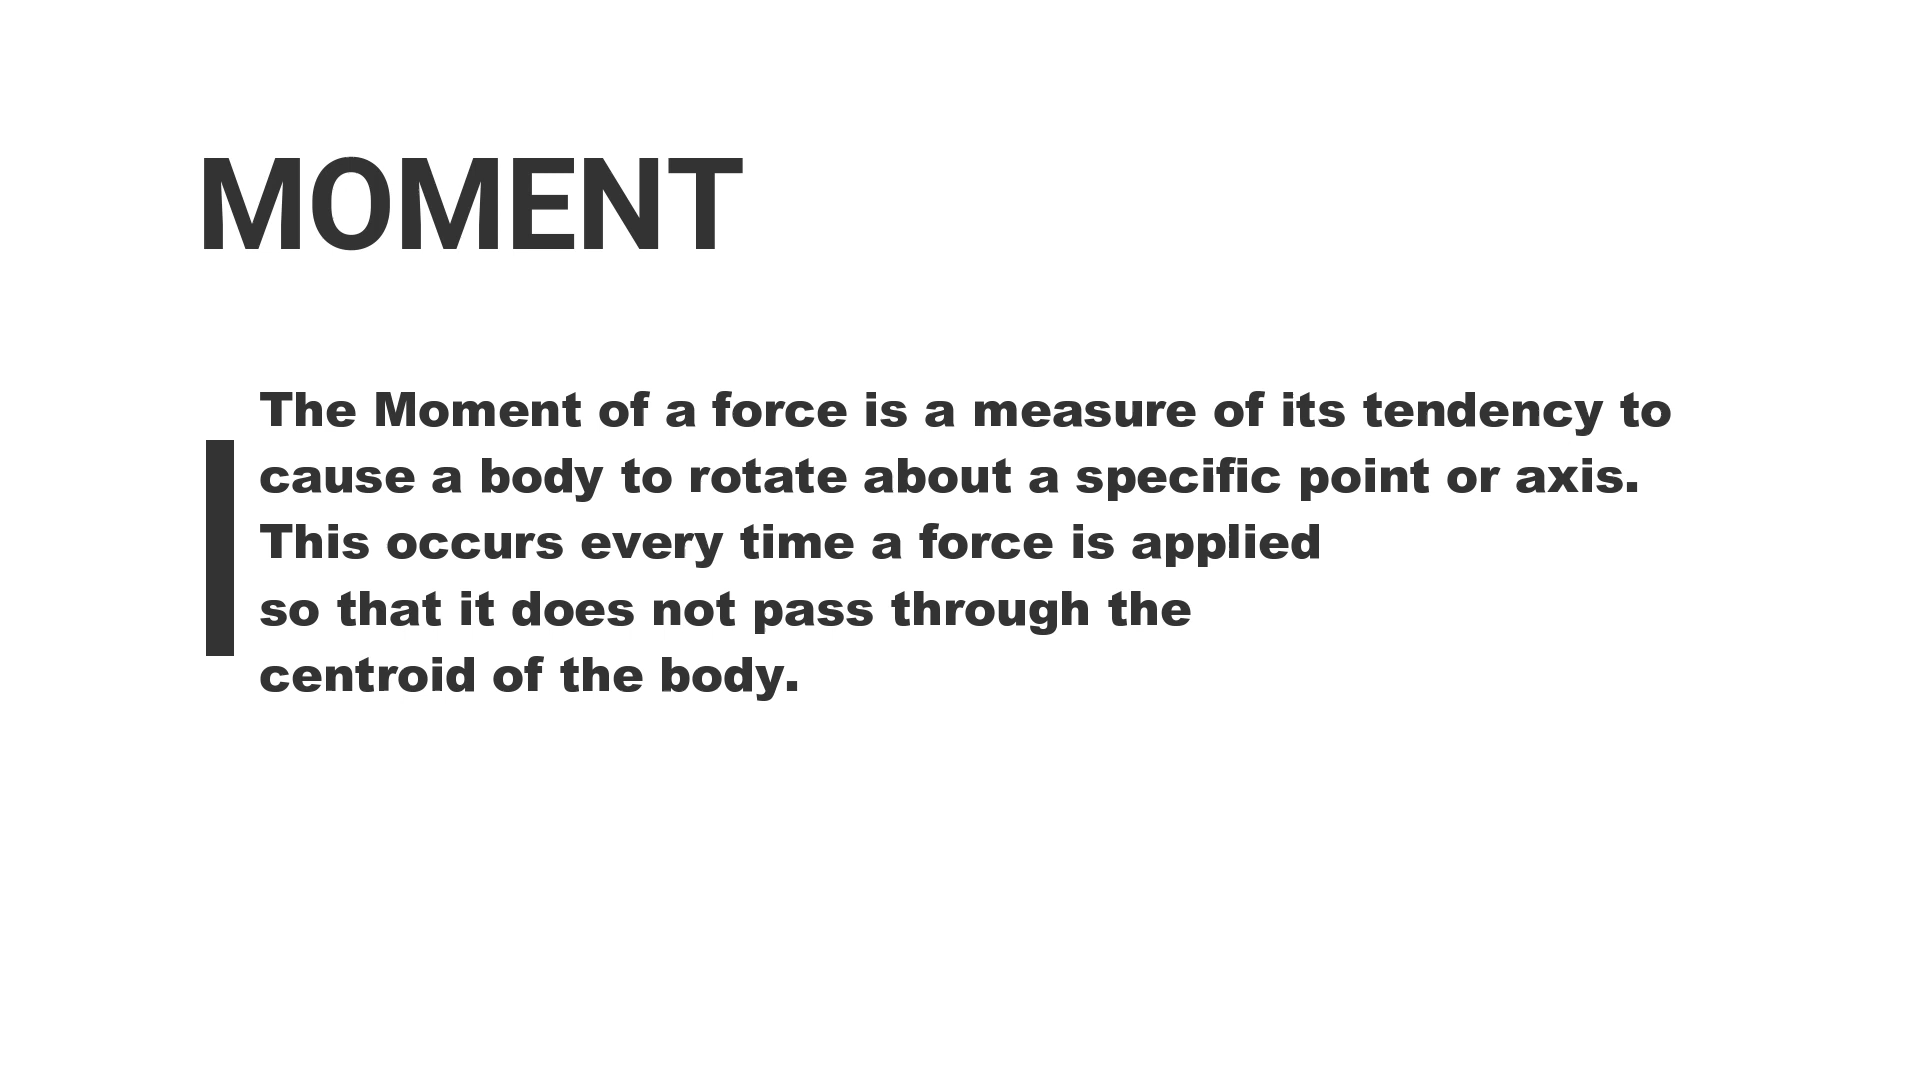 MOMENT
The Moment of a force is a measure of its tendency to
cause a body to rotate about a specific point or axis.
This occurs every time a force is applied
so that it does not pass through the
centroid of the body.